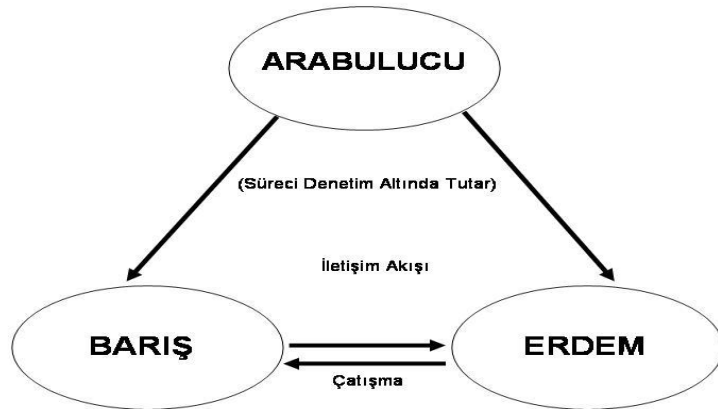 ARABULUCU
(Süreci Denetim Altında Tutar)
İletişim Akışı
BARIŞ
ERDEM
Çatışma